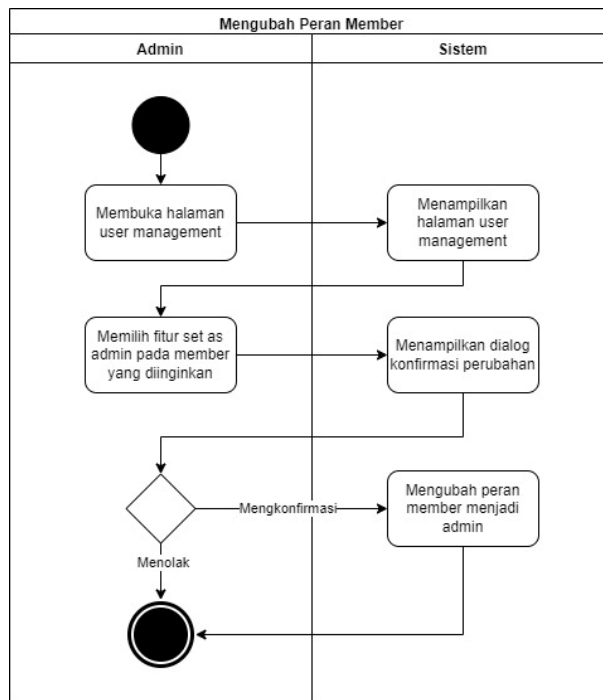 Mengubah Peran Member
Admin
Sistem
Membuka halaman
user management
Menampilkan
halaman user
management
Memilih fitur set as
admin pada member
yang diinginkan
Menampilkan dialog
konfirmasi perubahan
Mengkonfirmasi
Mengubah peran
member menjadi
admin
Menolak